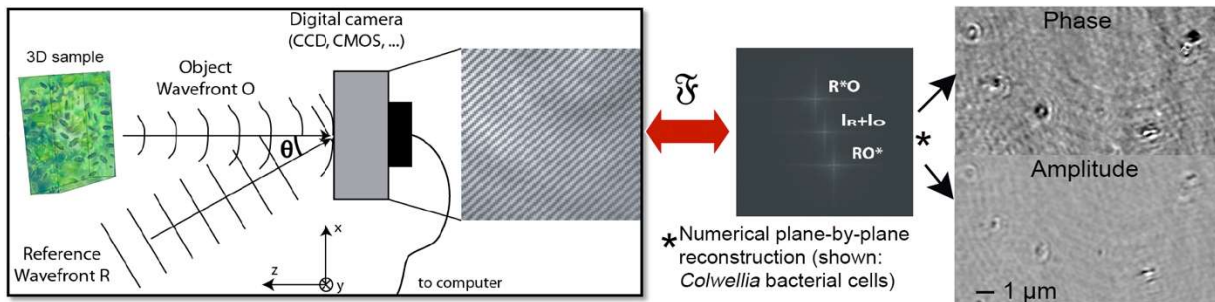 3D sample
Digital camera
(CCD, CMOS, ...)
Object
Wavefront O
θ
Reference
Wavefront R
x
z
y
to computer
𝔉
R*O
IR+IO
RO*
*
*Numerical plane-by-plane
reconstruction (shown:
Colwellia bacterial cells)
Phase
Amplitude
1 µm